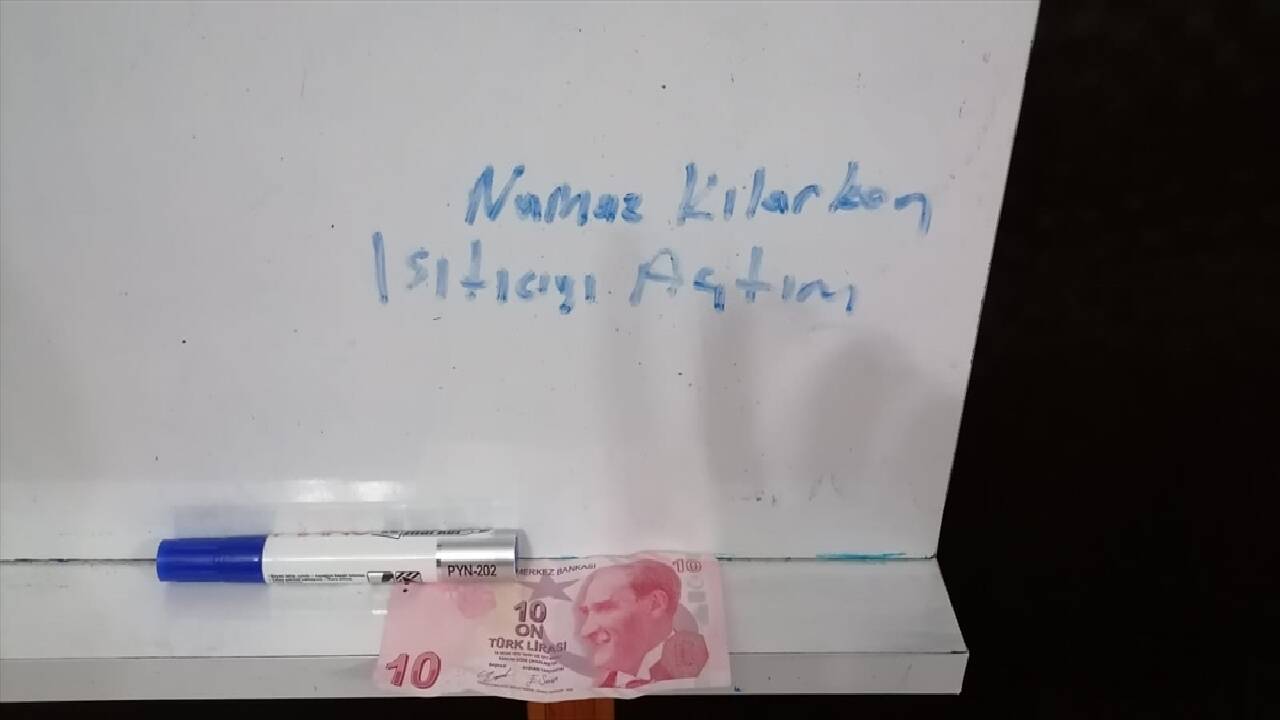 Namaz Kılarken
Isıtıcıyı Açtım
PYN-202
MERKEZ BANKASI
10
10
ON
TÜRK LİRASI
10